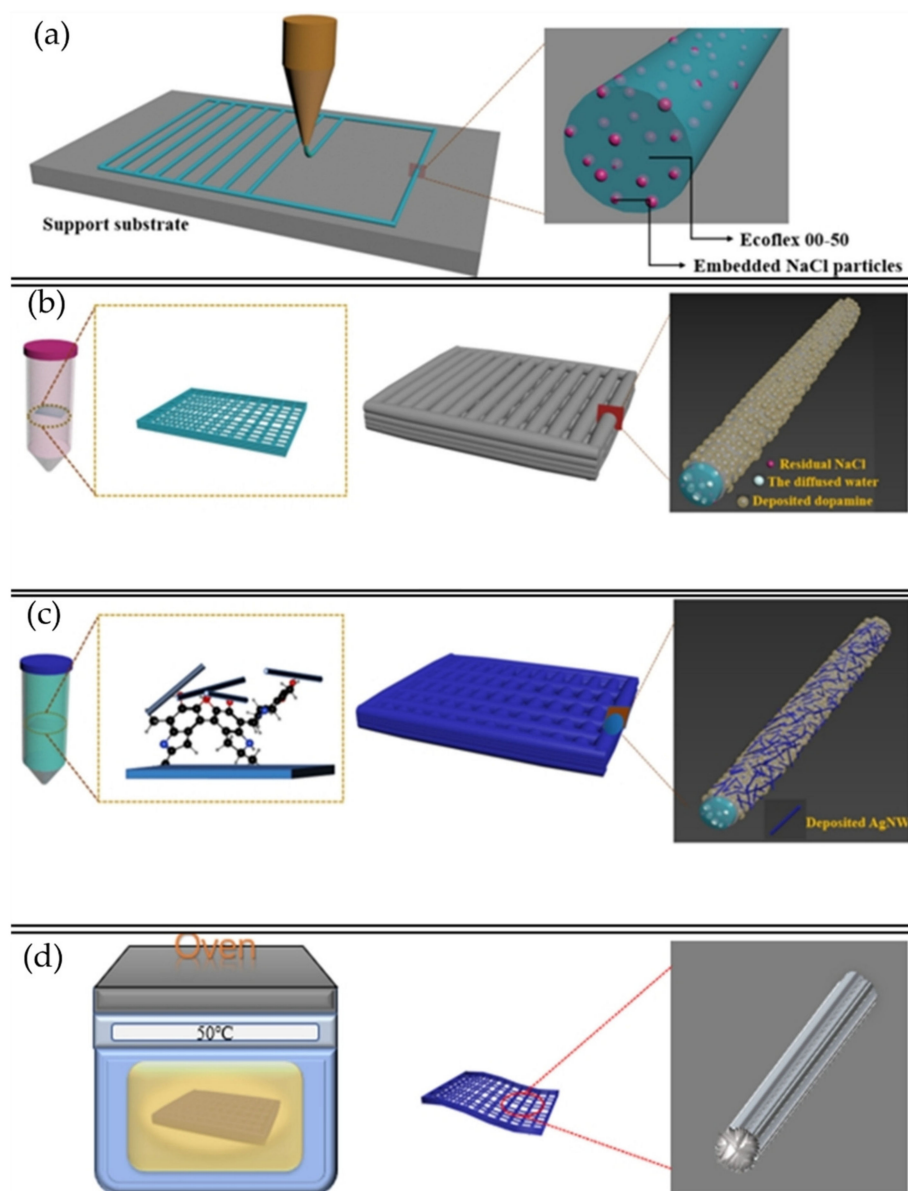 (a)
Support substrate
Ecoflex 00-50
Embedded NaCl particles
(b)
Residual NaCl
The diffused water
Deposited dopamine
(c)
Deposited AgNW
(d)
Oven
50°C